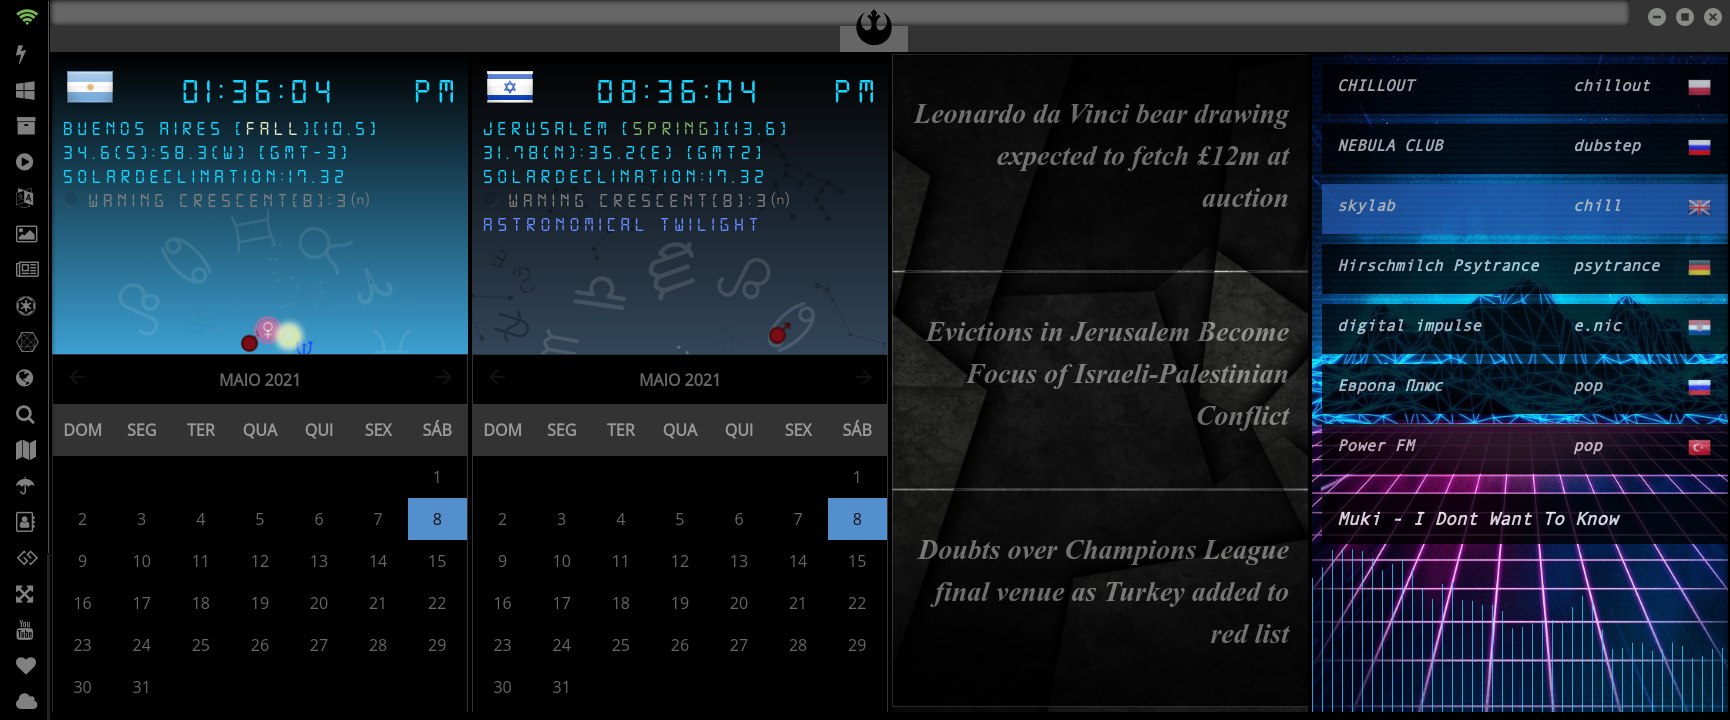 01:36:04 PM
BUENOS AIRES [FALL][10.5]
34.6(S):58.3(W) [GMT-3]
SOLARDECLINATION:17.32
WANING CRESCENT[8]:3(n)
MAIO 2021
DOM SEG TER QUA QUI SEX SÁB
1
2 3 4 5 6 7 8
9 10 11 12 13 14 15
16 17 18 19 20 21 22
23 24 25 26 27 28 29
30 31
08:36:04 PM
JERUSALEM [SPRING][13.6]
31.78(N):35.2(E) [GMT2]
SOLARDECLINATION:17.32
WANING CRESCENT[8]:3(n)
ASTRONOMICAL TWILIGHT
MAIO 2021
DOM SEG TER QUA QUI SEX SÁB
1
2 3 4 5 6 7 8
9 10 11 12 13 14 15
16 17 18 19 20 21 22
23 24 25 26 27 28 29
30 31
Leonardo da Vinci bear drawing
expected to fetch £12m at
auction
Evictions in Jerusalem Become
Focus of Israeli-Palestinian
Conflict
Doubts over Champions League
final venue as Turkey added to
red list
CHILLOUT chillout
NEBULA CLUB dubstep
skylab chill
Hirschmilch Psytrance psytrance
digital impulse e.nic
Европа Плюс pop
Power FM pop
Muki - I Dont Want To Know
You
Tube